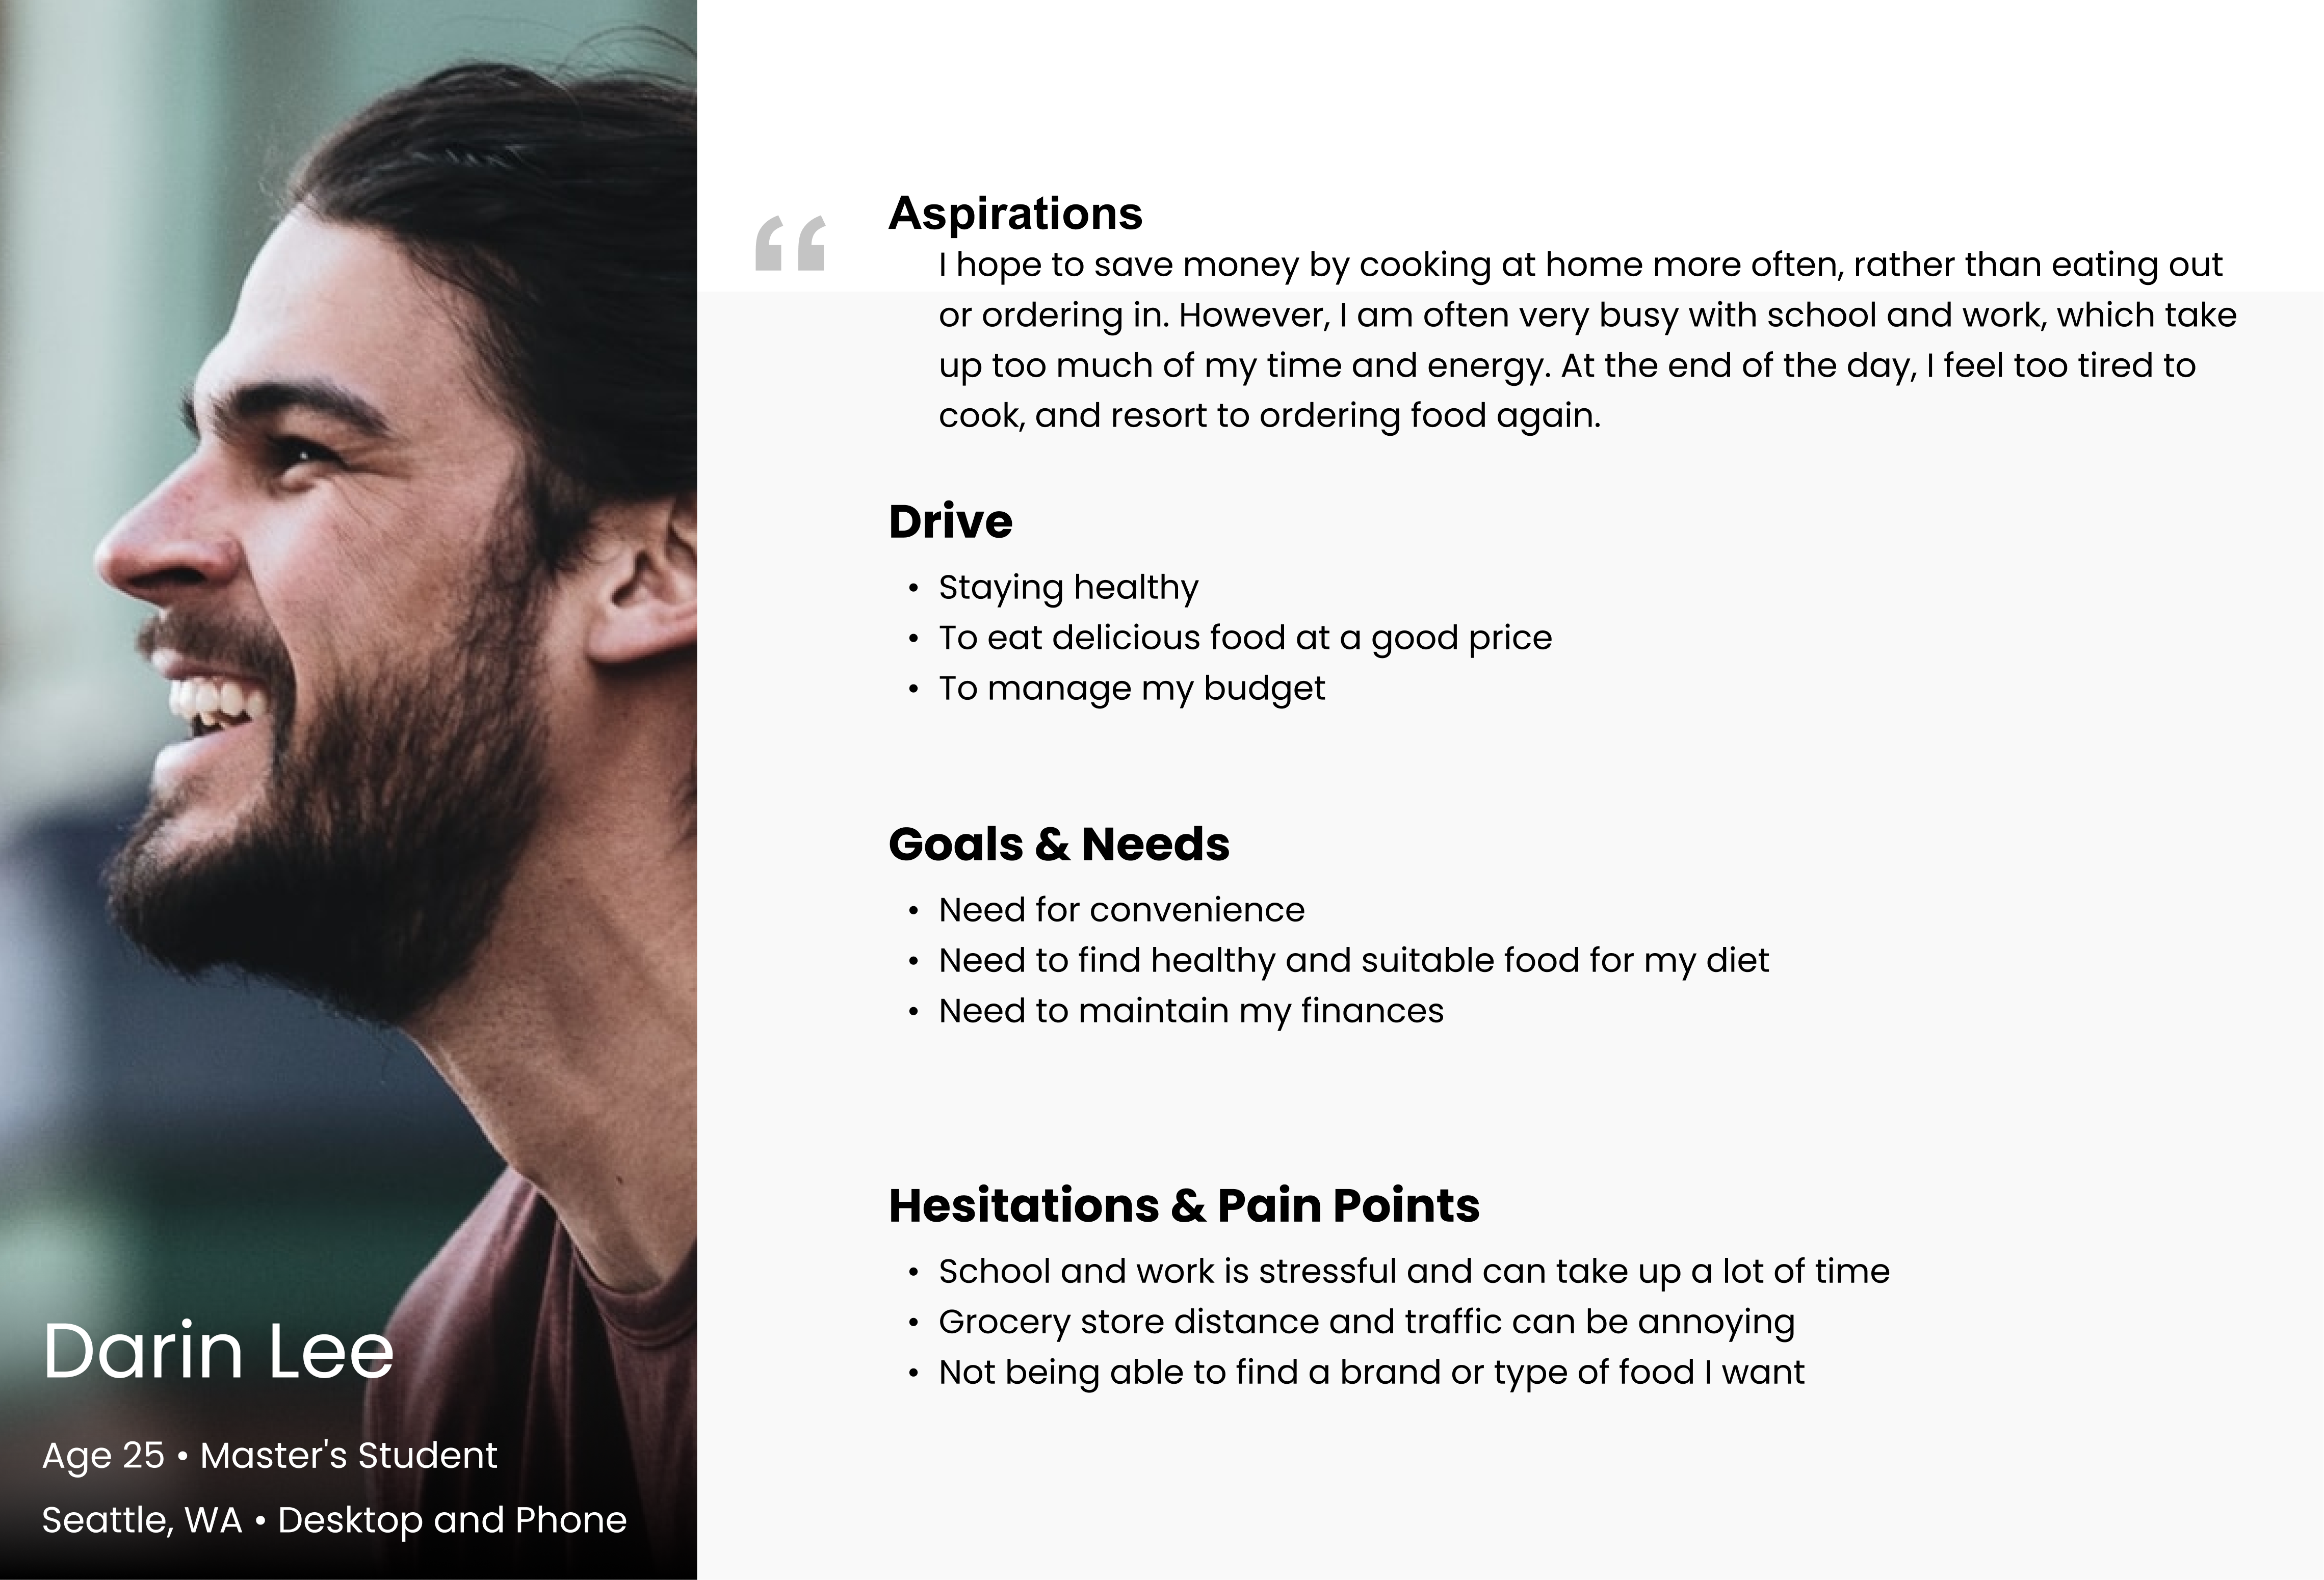 “
Aspirations
I hope to save money by cooking at home more often, rather than eating out
or ordering in. However, I am often very busy with school and work, which take
up too much of my time and energy. At the end of the day, I feel too tired to
cook, and resort to ordering food again.
Drive
• Staying healthy
• To eat delicious food at a good price
• To manage my budget
Goals & Needs
• Need for convenience
• Need to find healthy and suitable food for my diet
• Need to maintain my finances
Hesitations & Pain Points
• School and work is stressful and can take up a lot of time
• Grocery store distance and traffic can be annoying
• Not being able to find a brand or type of food I want
Darin Lee
Age 25 • Master's Student
Seattle, WA • Desktop and Phone